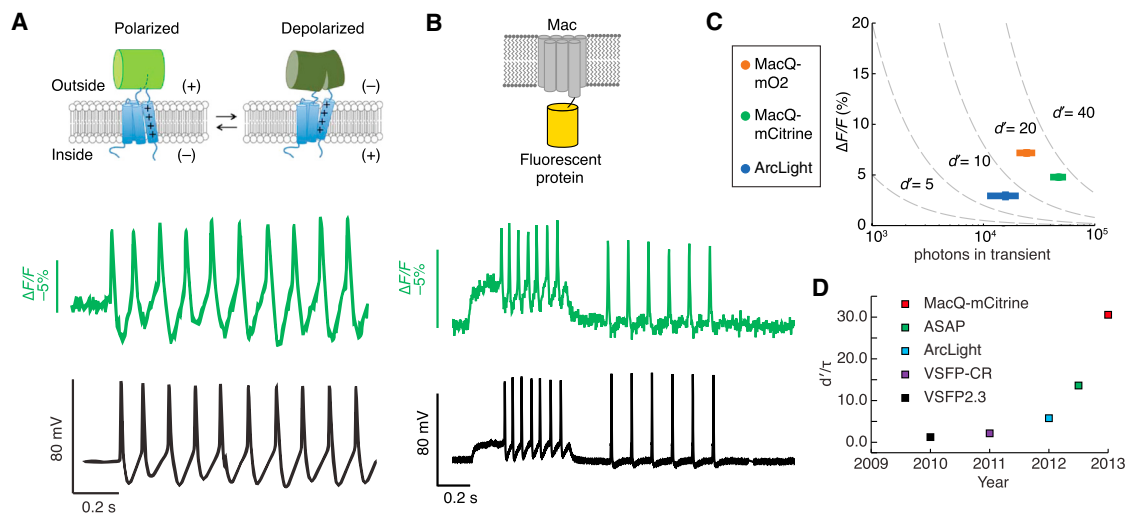 A
Polarized
Depolarized
Outside
(+)
(−)
Inside
(−)
(+)
ΔF/F
−5%
80 mV
0.2 s
B
Mac
Fluorescent
protein
ΔF/F
−5%
80 mV
0.2 s
C
MacQ-
mO2
MacQ-
mCitrine
ArcLight
20
15
10
5
0
ΔF/F (%)
d′= 40
d′= 20
d′= 10
d′= 5
10³
10⁴
10⁵
photons in transient
D
MacQ-mCitrine
ASAP
ArcLight
VSFP-CR
VSFP2.3
30.0
20.0
10.0
0.0
d′/τ
2009 2010 2011 2012 2013
Year